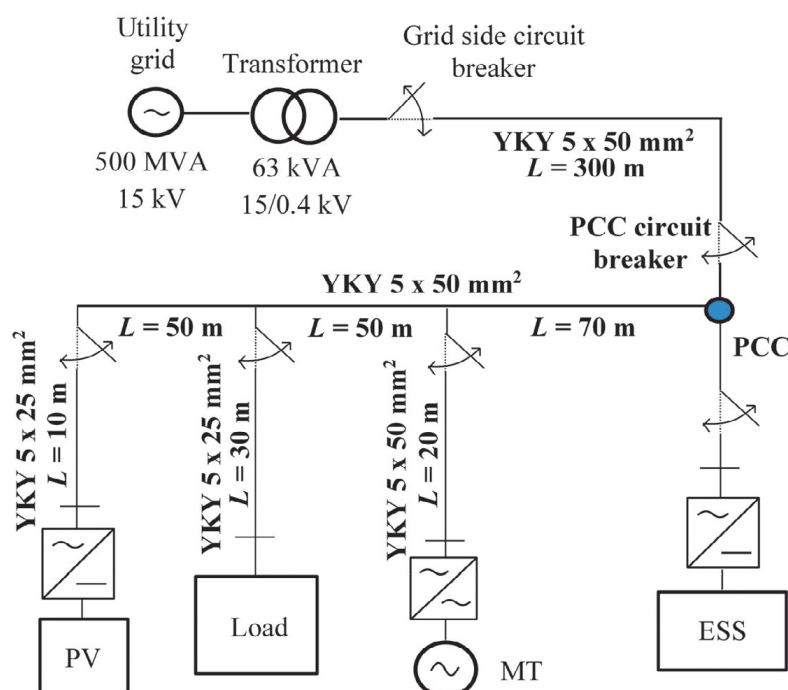 Utility
grid
Transformer
Grid side circuit
breaker
500 MVA
15 kV
63 kVA
15/0.4 kV
YKY 5 x 50 mm²
L = 300 m
PCC circuit
breaker
YKY 5 x 50 mm²
L = 50 m
L = 50 m
L = 70 m
PCC
YKY 5 x 25 mm²
L = 10 m
YKY 5 x 25 mm²
L = 30 m
YKY 5 x 50 mm²
L = 20 m
PV
Load
MT
ESS